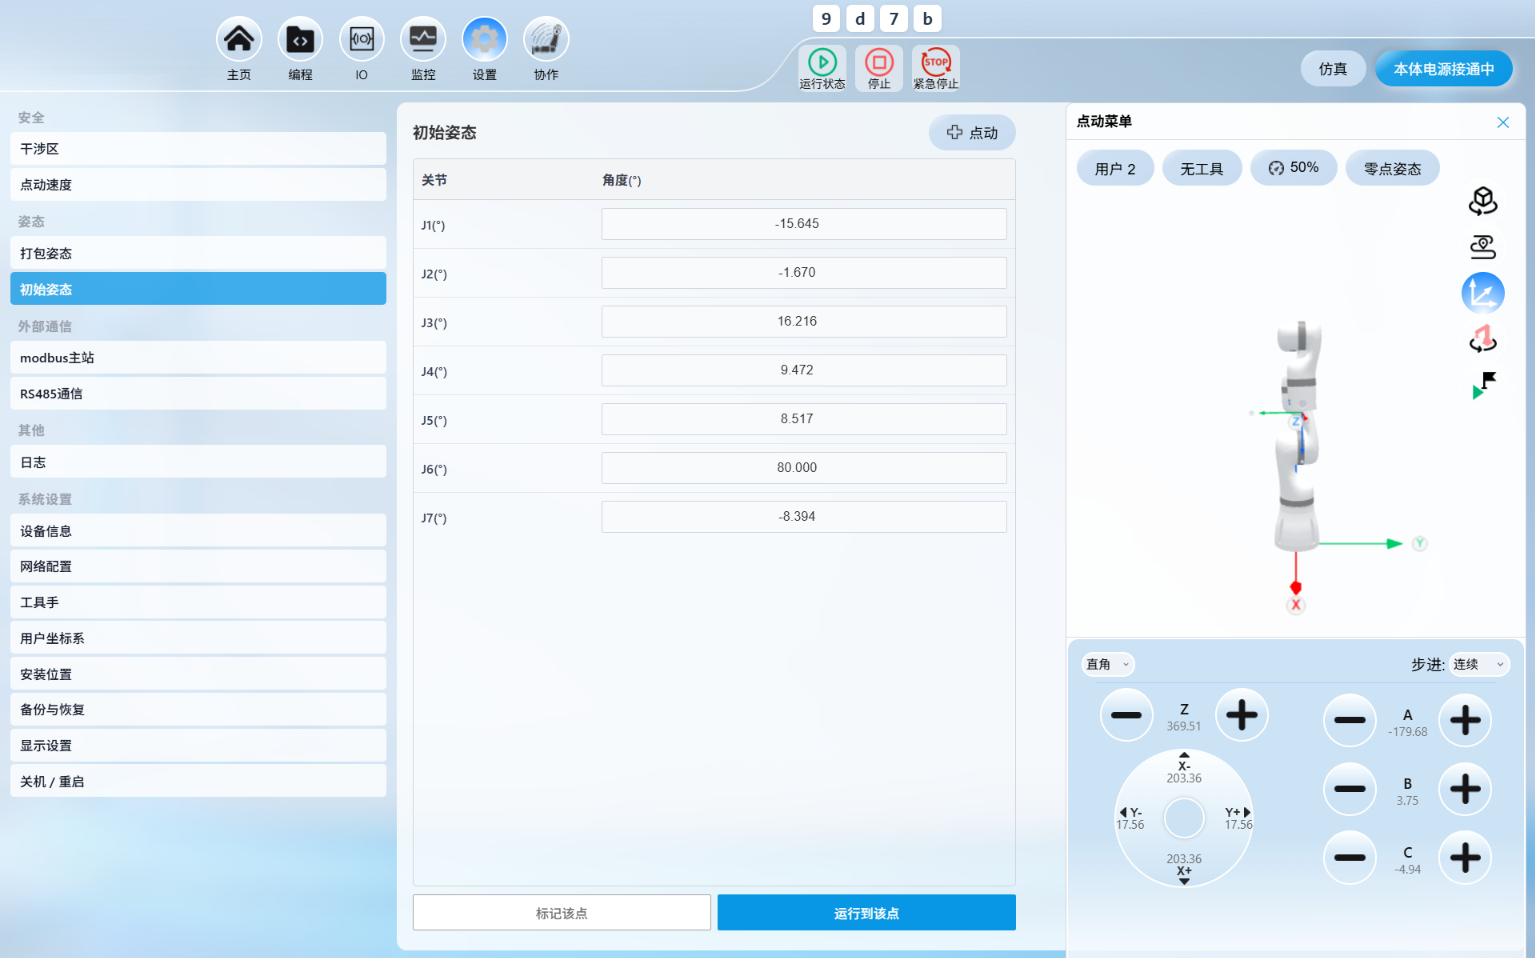 9 d 7 b
主页 编程 IO 监控 设置 协作
STOP
运行状态 停止 紧急停止
仿真 本体电源接通中
安全
干涉区
点动速度
姿态
打包姿态
初始姿态
外部通信
modbus主站
RS485通信
其他
日志
系统设置
设备信息
网络配置
工具手
用户坐标系
安装位置
备份与恢复
显示设置
关机 / 重启
初始姿态 点动
关节 角度(°)
J1(°) -15.645
J2(°) -1.670
J3(°) 16.216
J4(°) 9.472
J5(°) 8.517
J6(°) 80.000
J7(°) -8.394
标记该点 运行到该点
点动菜单
用户 2 无工具 50% 零点姿态
Z
Y
X
直角 步进: 连续
Z
369.51
X-
203.36
Y- Y+
17.56 17.56
203.36
X+
A
-179.68
B
3.75
C
-4.94